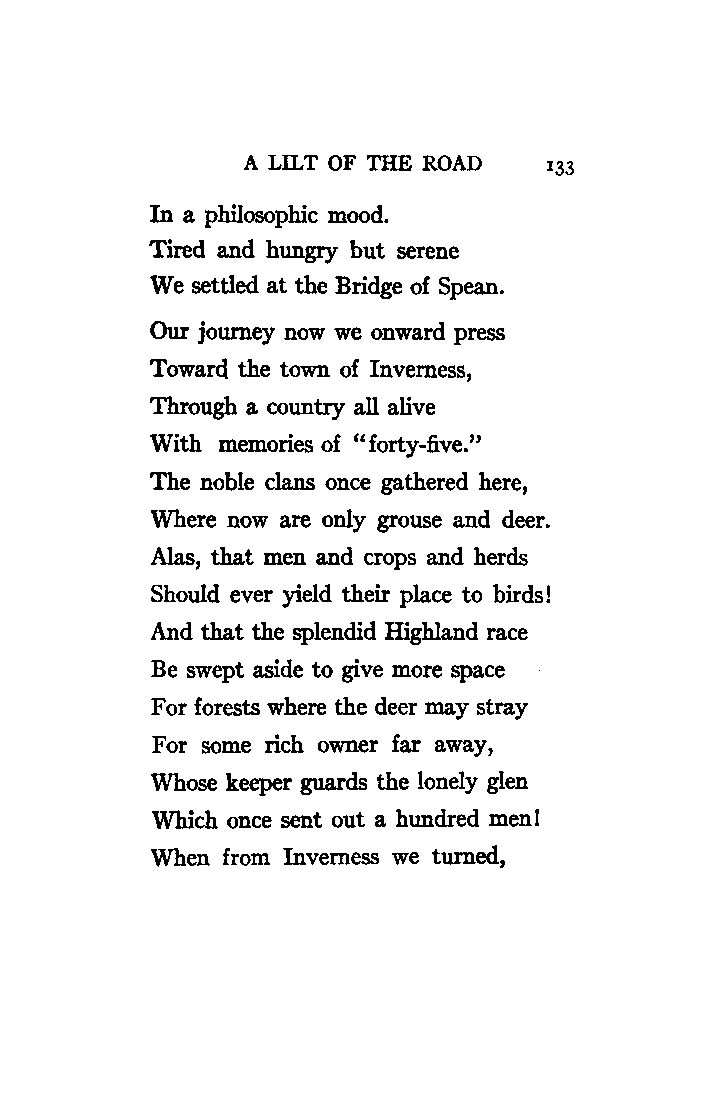 A LILT OF THE ROAD 133
In a philosophic mood.
Tired and hungry but serene
We settled at the Bridge of Spean.
Our journey now we onward press
Toward the town of Inverness,
Through a country all alive
With memories of "forty-five."
The noble clans once gathered here,
Where now are only grouse and deer.
Alas, that men and crops and herds
Should ever yield their place to birds!
And that the splendid Highland race
Be swept aside to give more space
For forests where the deer may stray
For some rich owner far away,
Whose keeper guards the lonely glen
Which once sent out a hundred men!
When from Inverness we turned,